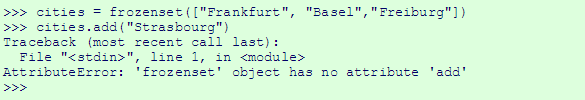 >>> cities = frozenset(["Frankfurt", "Basel","Freiburg"])
>>> cities.add("Strasbourg")
Traceback (most recent call last):
  File "<stdin>", line 1, in <module>
AttributeError: 'frozenset' object has no attribute 'add'
>>>